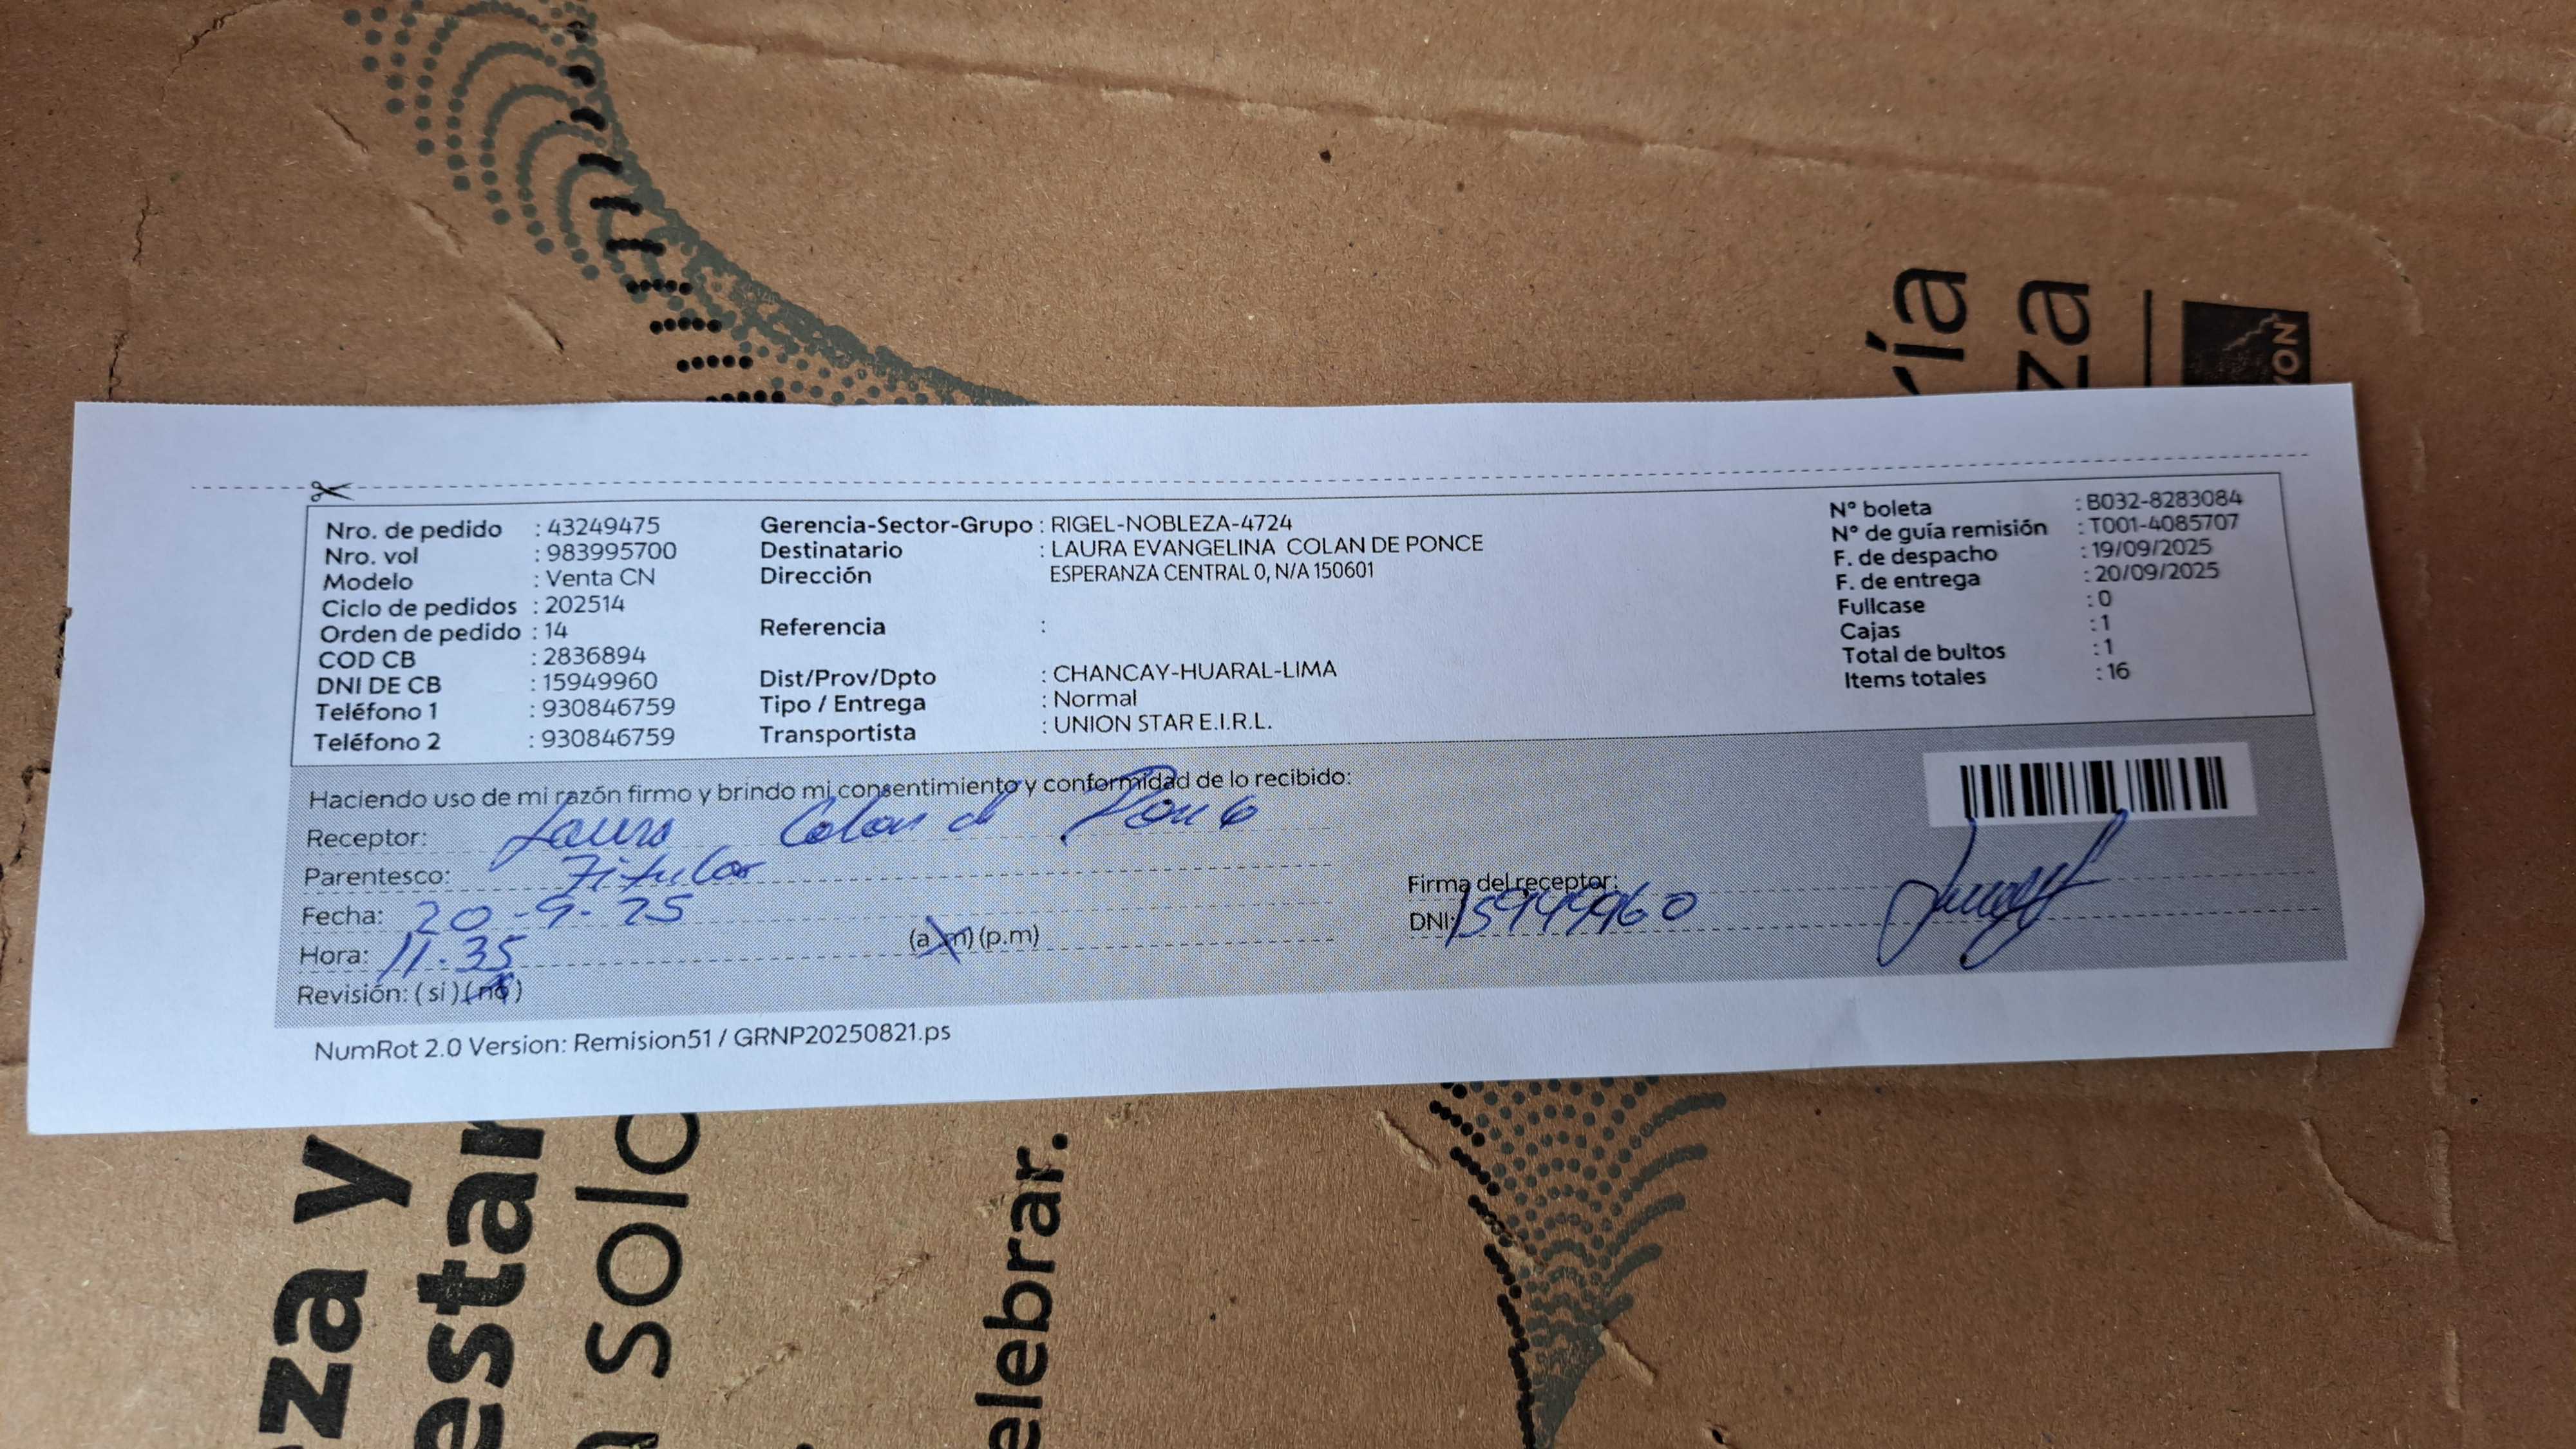 Nro. de pedido : 43249475
Nro. vol : 983995700
Modelo : Venta CN
Ciclo de pedidos : 202514
Orden de pedido : 14
COD CB : 2836894
DNI DE CB : 15949960
Teléfono 1 : 930846759
Teléfono 2 : 930846759
Gerencia-Sector-Grupo : RIGEL-NOBLEZA-4724
Destinatario : LAURA EVANGELINA COLAN DE PONCE
Dirección ESPERANZA CENTRAL 0, N/A 150601
Referencia :
Dist/Prov/Dpto : CHANCAY-HUARAL-LIMA
Tipo / Entrega : Normal
Transportista : UNION STAR E.I.R.L.
N° boleta : B032-8283084
N° de guía remisión : T001-4085707
F. de despacho : 19/09/2025
F. de entrega : 20/09/2025
Fullcase : 0
Cajas : 1
Total de bultos : 1
Items totales : 16
Haciendo uso de mi razón firmo y brindo mi consentimiento y conformidad de lo recibido:
Receptor: Laura Colan de Ponce
Parentesco: Titular
Fecha: 20-9-25
Hora: 11.35 (a.m) (p.m)
Revisión: (si) (no)
Firma del receptor:
DNI: 15949960
NumRot 2.0 Version: Remision51 / GRNP20250821.ps
za y
estar
solo
elebrar.
ría
za